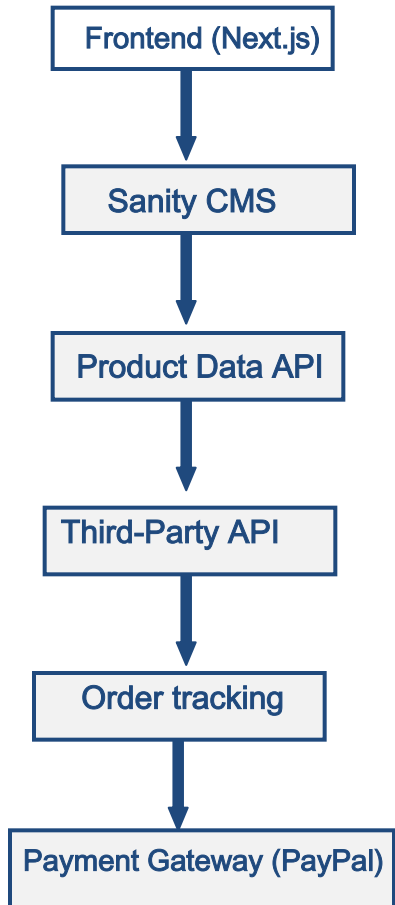 Frontend (Next.js)
Sanity CMS
Product Data API
Third-Party API
Order tracking
Payment Gateway (PayPal)